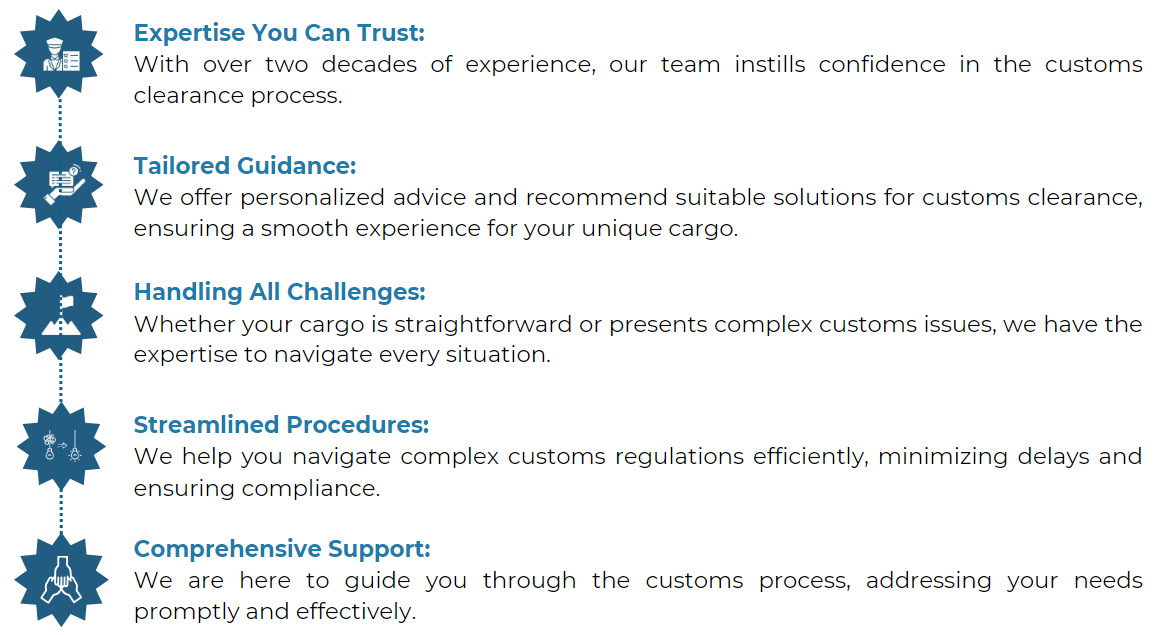 Expertise You Can Trust:
With over two decades of experience, our team instills confidence in the customs
clearance process.
Tailored Guidance:
We offer personalized advice and recommend suitable solutions for customs clearance,
ensuring a smooth experience for your unique cargo.
Handling All Challenges:
Whether your cargo is straightforward or presents complex customs issues, we have the
expertise to navigate every situation.
Streamlined Procedures:
We help you navigate complex customs regulations efficiently, minimizing delays and
ensuring compliance.
Comprehensive Support:
We are here to guide you through the customs process, addressing your needs
promptly and effectively.